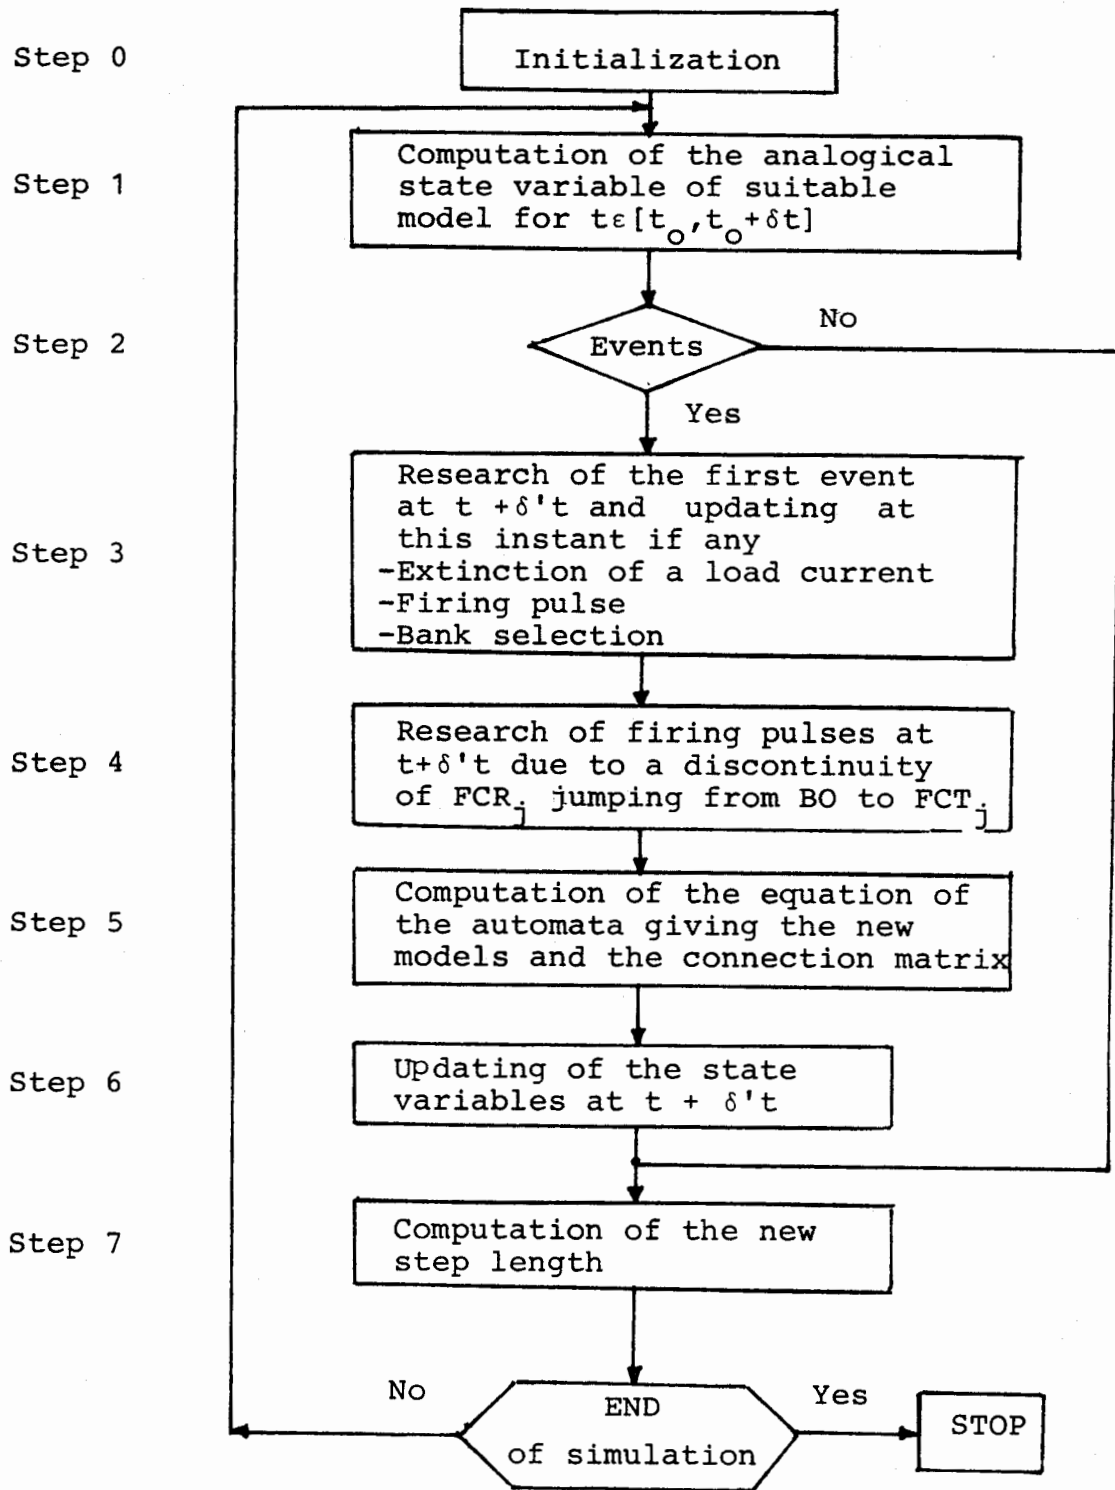 Step 0
Initialization
Step 1
Computation of the analogical
state variable of suitable
model for tε[t_o,t_o+δt]
Step 2
Events
No
Yes
Step 3
Research of the first event
at t +δ't and updating at
this instant if any
-Extinction of a load current
-Firing pulse
-Bank selection
Step 4
Research of firing pulses at
t+δ't due to a discontinuity
of FCR_j jumping from BO to FCT_j
Step 5
Computation of the equation of
the automata giving the new
models and the connection matrix
Step 6
Updating of the state
variables at t + δ't
Step 7
Computation of the new
step length
No
END
of simulation
Yes
STOP